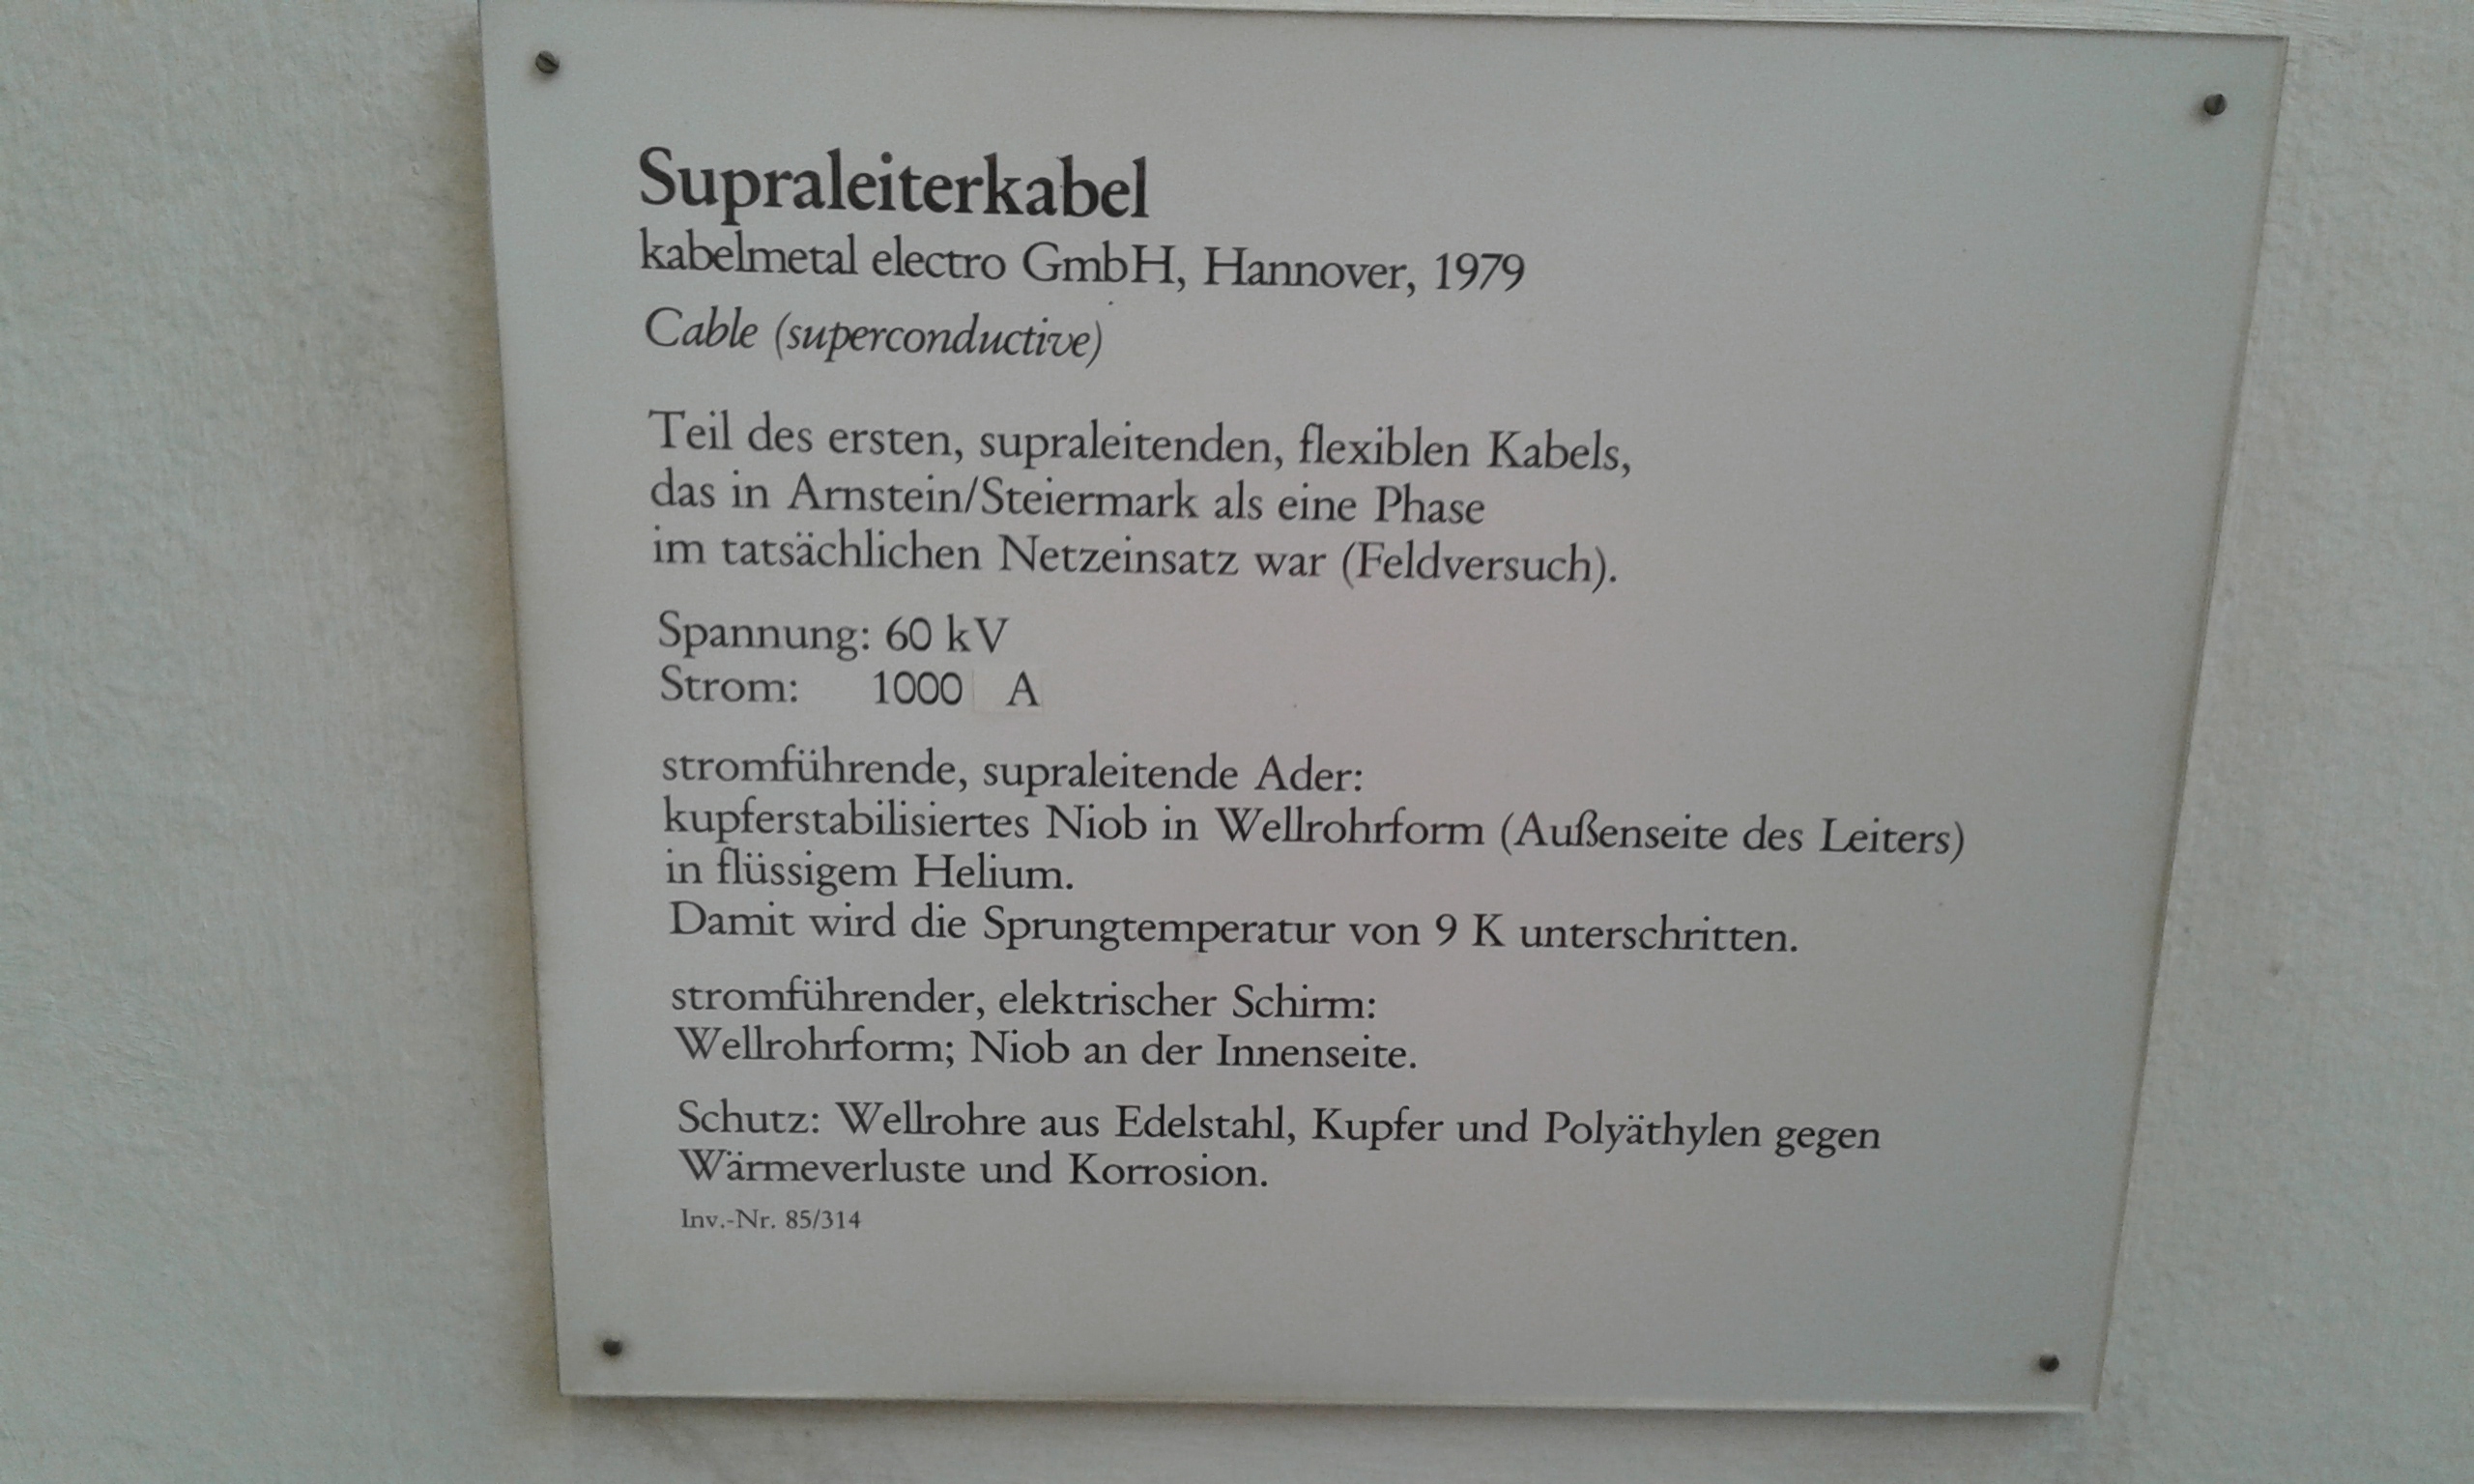 Supraleiterkabel
kabelmetal electro GmbH, Hannover, 1979
Cable (superconductive)
Teil des ersten, supraleitenden, flexiblen Kabels,
das in Arnstein/Steiermark als eine Phase
im tatsächlichen Netzeinsatz war (Feldversuch).
Spannung: 60 kV
Strom: 1000 A
stromführende, supraleitende Ader:
kupferstabilisiertes Niob in Wellrohrform (Außenseite des Leiters)
in flüssigem Helium.
Damit wird die Sprungtemperatur von 9 K unterschritten.
stromführender, elektrischer Schirm:
Wellrohrform; Niob an der Innenseite.
Schutz: Wellrohre aus Edelstahl, Kupfer und Polyäthylen gegen
Wärmeverluste und Korrosion.
Inv.-Nr. 85/314